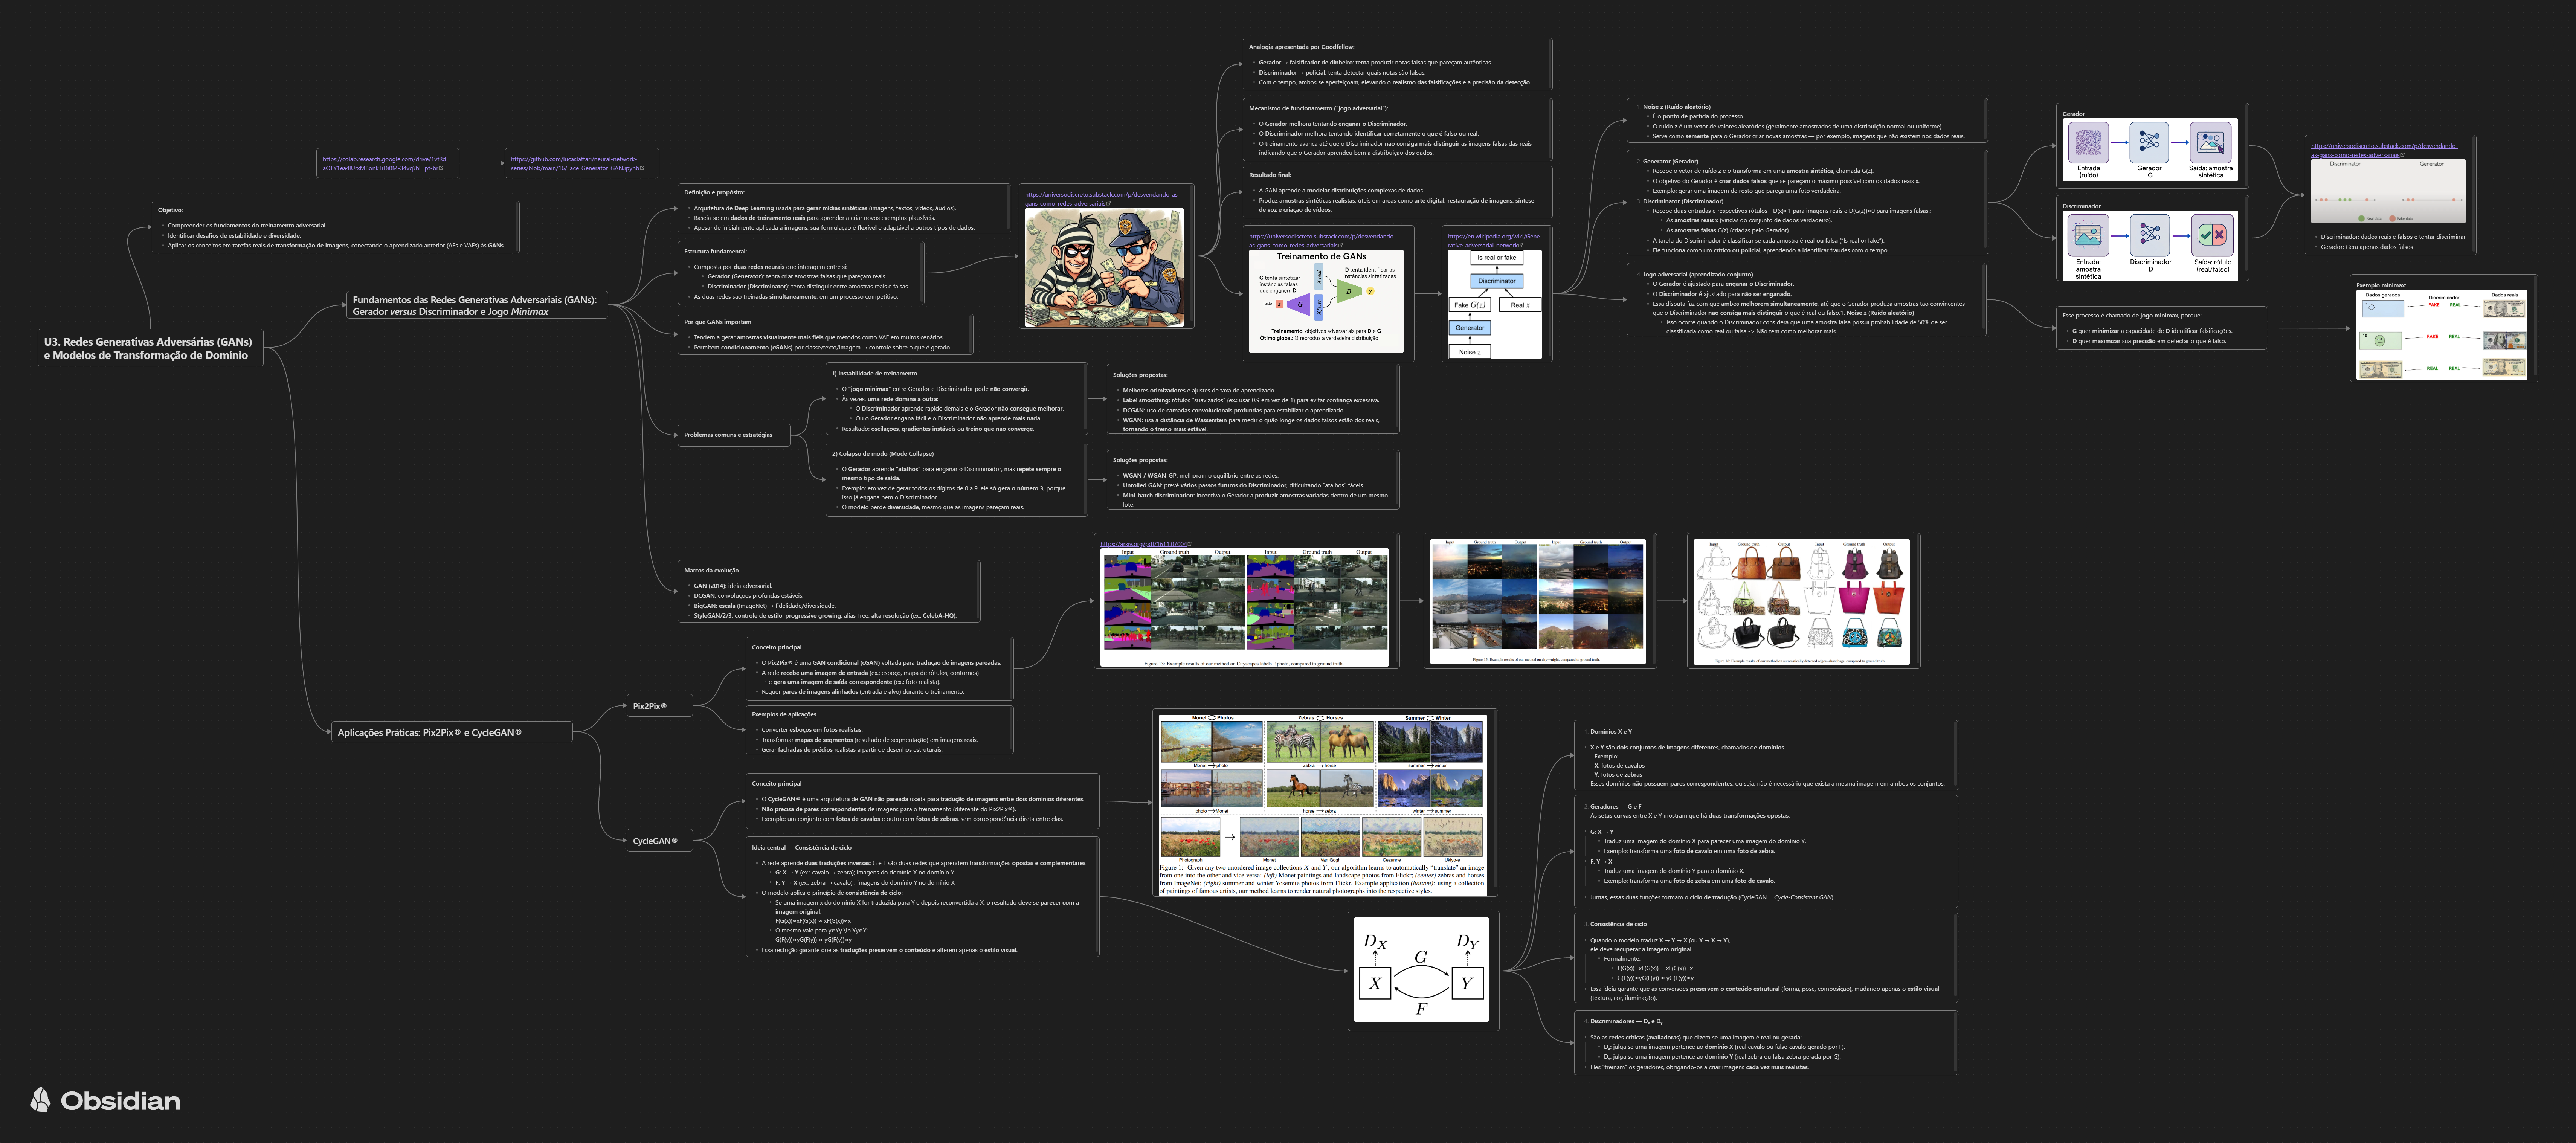 U3. Redes Generativas Adversárias (GANs)
e Modelos de Transformação de Domínio
Objetivo:
Compreender os fundamentos do treinamento adversarial.
Identificar desafios de estabilidade e diversidade.
Aplicar os conceitos em tarefas reais de transformação de imagens, conectando o aprendizado anterior (AEs e VAEs) às GANs.
https://github.com/lucaslattari/neural-network-
series/blob/main/16/Face_Generator_GAN.ipynb
Fundamentos das Redes Generativas Adversariais (GANs):
Gerador versus Discriminador e Jogo Minimax
Definição e propósito:
Arquitetura de Deep Learning usada para gerar mídias sintéticas (imagens, textos, vídeos, áudios).
Baseia-se em dados de treinamento reais para aprender a criar novos exemplos plausíveis.
Apesar de inicialmente aplicada a imagens, sua formulação é flexível e adaptável a outros tipos de dados.
Estrutura fundamental:
Composta por duas redes neurais que interagem entre si:
Gerador (Generator): tenta criar amostras falsas que pareçam reais.
Discriminador (Discriminator): tenta distinguir entre amostras reais e falsas.
As duas redes são treinadas simultaneamente, em um processo competitivo.
Por que GANs importam
Tendem a gerar amostras visualmente mais fiéis que métodos como VAE em muitos cenários.
Permitem condicionamento (cGANs) por classe/texto/imagem → controle sobre o que é gerado.
https://universodiscreto.substack.com/p/desvendando-as-
gans-como-redes-adversariais
Analogia apresentada por Goodfellow:
Gerador → falsificador de dinheiro: tenta produzir notas falsas que pareçam autênticas.
Discriminador → policial: tenta detectar quais notas são falsas.
Com o tempo, ambos se aperfeiçoam, elevando o realismo das falsificações e a precisão da detecção.
Mecanismo de funcionamento ("jogo adversarial"):
O Gerador melhora tentando enganar o Discriminador.
O Discriminador melhora tentando identificar corretamente o que é falso ou real.
O treinamento avança até que o Discriminador não consiga mais distinguir as imagens falsas das reais —
indicando que o Gerador aprendeu bem a distribuição dos dados.
Resultado final:
A GAN aprende a modelar distribuições complexas de dados.
Produz amostras sintéticas realistas, úteis em áreas como arte digital, restauração de imagens, síntese
de voz e criação de vídeos.
https://universodiscreto.substack.com/p/desvendando-
as-gans-como-redes-adversariais
Treinamento de GANs
G tenta sintetizar
instâncias falsas
que enganem D
D tenta identificar as
instâncias sintetizadas
ruído
z
G
X real
X falso
D
y
Treinamento: objetivos adversariais para D e G
Ótimo global: G reproduz a verdadeira distribuição
https://en.wikipedia.org/wiki/Gene
rative_adversarial_network
Is real or fake
Discriminator
Fake G(z)
Real x
Generator
Noise z
1. Noise z (Ruído aleatório)
É o ponto de partida do processo.
O ruído z é um vetor de valores aleatórios (geralmente amostrados de uma distribuição normal ou uniforme).
Serve como semente para o Gerador criar novas amostras — por exemplo, imagens que não existem nos dados reais.
2. Generator (Gerador)
Recebe o vetor de ruído z e o transforma em uma amostra sintética, chamada G(z).
O objetivo do Gerador é criar dados falsos que se pareçam o máximo possível com os dados reais x.
Exemplo: gerar uma imagem de rosto que pareça uma foto verdadeira.
3. Discriminator (Discriminador)
Recebe duas entradas e respectivos rótulos - D(x)=1 para imagens reais e D(G(z))=0 para imagens falsas.:
As amostras reais x (vindas do conjunto de dados verdadeiro).
As amostras falsas G(z) (criadas pelo Gerador).
A tarefa do Discriminador é classificar se cada amostra é real ou falsa ("Is real or fake").
Ele funciona como um crítico ou policial, aprendendo a identificar fraudes com o tempo.
4. Jogo adversarial (aprendizado conjunto)
O Gerador é ajustado para enganar o Discriminador.
O Discriminador é ajustado para não ser enganado.
Essa disputa faz com que ambos melhorem simultaneamente, até que o Gerador produza amostras tão convincentes
que o Discriminador não consiga mais distinguir o que é real ou falso.1. Noise z (Ruído aleatório)
Isso ocorre quando o Discriminador considera que uma amostra falsa possui probabilidade de 50% de ser
classificada como real ou falsa → Não tem como melhorar mais
Gerador
Entrada
(ruído)
Gerador
G
Saída: amostra
sintética
Discriminador
Entrada:
amostra
sintética
Discriminador
D
Saída: rótulo
(real/falso)
https://universodiscreto.substack.com/p/desvendando-
as-gans-como-redes-adversariais
Discriminator
Generator
Real data
Fake data
Discriminador: dados reais e falsos e tentar discriminar
Gerador: Gera apenas dados falsos
Esse processo é chamado de jogo minimax, porque:
G quer minimizar a capacidade de D identificar falsificações.
D quer maximizar sua precisão em detectar o que é falso.
Exemplo minimax:
Dados gerados
Discriminador
Dados reais
FAKE REAL
FAKE REAL
REAL REAL
Problemas comuns e estratégias
1) Instabilidade de treinamento
O "jogo minimax" entre Gerador e Discriminador pode não convergir.
Às vezes, uma rede domina a outra:
O Discriminador aprende rápido demais e o Gerador não consegue melhorar.
Ou o Gerador engana fácil e o Discriminador não aprende mais nada.
Resultado: oscilações, gradientes instáveis ou treino que não converge.
Soluções propostas:
Melhores otimizadores e ajustes de taxa de aprendizado.
Label smoothing: rótulos "suavizados" (ex.: usar 0.9 em vez de 1) para evitar confiança excessiva.
DCGAN: uso de camadas convolucionais profundas para estabilizar o aprendizado.
WGAN: usa a distância de Wasserstein para medir o quão longe os dados falsos estão dos reais,
tornando o treino mais estável.
2) Colapso de modo (Mode Collapse)
O Gerador aprende "atalhos" para enganar o Discriminador, mas repete sempre o
mesmo tipo de saída.
Exemplo: em vez de gerar todos os dígitos de 0 a 9, ele só gera o número 3, porque
isso já engana bem o Discriminador.
O modelo perde diversidade, mesmo que as imagens pareçam reais.
Soluções propostas:
WGAN / WGAN-GP: melhoram o equilíbrio entre as redes.
Unrolled GAN: prevê vários passos futuros do Discriminador, dificultando "atalhos" fáceis.
Mini-batch discrimination: incentiva o Gerador a produzir amostras variadas dentro de um mesmo
lote.
Marcos da evolução
GAN (2014): ideia adversarial.
DCGAN: convoluções profundas estáveis.
BigGAN: escala (ImageNet) → fidelidade/diversidade.
StyleGAN/2/3: controle de estilo, progressive growing, alias-free, alta resolução (ex.: CelebA-HQ).
Aplicações Práticas: Pix2Pix® e CycleGAN®
Pix2Pix®
Conceito principal
O Pix2Pix® é uma GAN condicional (cGAN) voltada para tradução de imagens pareadas.
A rede recebe uma imagem de entrada (ex.: esboço, mapa de rótulos, contornos)
→ e gera uma imagem de saída correspondente (ex.: foto realista).
Requer pares de imagens alinhados (entrada e alvo) durante o treinamento.
Exemplos de aplicações
Converter esboços em fotos realistas.
Transformar mapas de segmentos (resultado de segmentação) em imagens reais.
Gerar fachadas de prédios realistas a partir de desenhos estruturais.
https://arxiv.org/pdf/1611.07004
Input Ground truth Output Input Ground truth Output
Figure 13: Example results of our method on Cityscapes labels→photo, compared to ground truth.
Input Ground truth Output Input Ground truth Output
Figure 15: Example results of our method on day→night, compared to ground truth.
Input Ground truth Output Input Ground truth Output
Figure 16: Example results of our method on automatically detected edges→handbags, compared to ground truth.
CycleGAN®
Conceito principal
O CycleGAN® é uma arquitetura de GAN não pareada usada para tradução de imagens entre dois domínios diferentes.
Não precisa de pares correspondentes de imagens para o treinamento (diferente do Pix2Pix®).
Exemplo: um conjunto com fotos de cavalos e outro com fotos de zebras, sem correspondência direta entre elas.
Ideia central — Consistência de ciclo
A rede aprende duas traduções inversas: G e F são duas redes que aprendem transformações opostas e complementares
G: X → Y (ex.: cavalo → zebra); imagens do domínio X no domínio Y
F: Y → X (ex.: zebra → cavalo) ; imagens do domínio Y no domínio X
O modelo aplica o princípio de consistência de ciclo:
Se uma imagem x do domínio X for traduzida para Y e depois reconvertida a X, o resultado deve se parecer com a
imagem original:
F(G(x))=xF(G(x)) = xF(G(x))=x
O mesmo vale para y∈Yy \in Yy∈Y:
G(F(y))=yG(F(y)) = yG(F(y))=y
Essa restrição garante que as traduções preservem o conteúdo e alterem apenas o estilo visual.
Monet Photos
Zebras Horses
Summer Winter
Monet → photo
zebra → horse
summer → winter
photo → Monet
horse → zebra
winter → summer
Photograph
Monet
Van Gogh
Cezanne
Ukiyo-e
Figure 1: Given any two unordered image collections X and Y, our algorithm learns to automatically "translate" an image
from one into the other and vice versa: (left) Monet paintings and landscape photos from Flickr; (center) zebras and horses
from ImageNet; (right) summer and winter Yosemite photos from Flickr. Example application (bottom): using a collection
of paintings of famous artists, our method learns to render natural photographs into the respective styles.
D_X
D_Y
G
X
Y
F
1. Domínios X e Y
X e Y são dois conjuntos de imagens diferentes, chamados de domínios.
- Exemplo:
- X: fotos de cavalos
- Y: fotos de zebras
Esses domínios não possuem pares correspondentes, ou seja, não é necessário que exista a mesma imagem em ambos os conjuntos.
2. Geradores — G e F
As setas curvas entre X e Y mostram que há duas transformações opostas:
G: X → Y
Traduz uma imagem do domínio X para parecer uma imagem do domínio Y.
Exemplo: transforma uma foto de cavalo em uma foto de zebra.
F: Y → X
Traduz uma imagem do domínio Y para o domínio X.
Exemplo: transforma uma foto de zebra em uma foto de cavalo.
Juntas, essas duas funções formam o ciclo de tradução (CycleGAN = Cycle-Consistent GAN).
3. Consistência de ciclo
Quando o modelo traduz X → Y → X (ou Y → X → Y),
ele deve recuperar a imagem original.
Formalmente:
F(G(x))=xF(G(x)) = xF(G(x))=x
G(F(y))=yG(F(y)) = yG(F(y))=y
Essa ideia garante que as conversões preservem o conteúdo estrutural (forma, pose, composição), mudando apenas o estilo visual
(textura, cor, iluminação).
4. Discriminadores — Dₓ e Dᵧ
São as redes críticas (avaliadoras) que dizem se uma imagem é real ou gerada:
Dₓ: julga se uma imagem pertence ao domínio X (real cavalo ou falso cavalo gerado por F).
Dᵧ: julga se uma imagem pertence ao domínio Y (real zebra ou falsa zebra gerada por G).
Eles "treinam" os geradores, obrigando-os a criar imagens cada vez mais realistas.
Obsidian